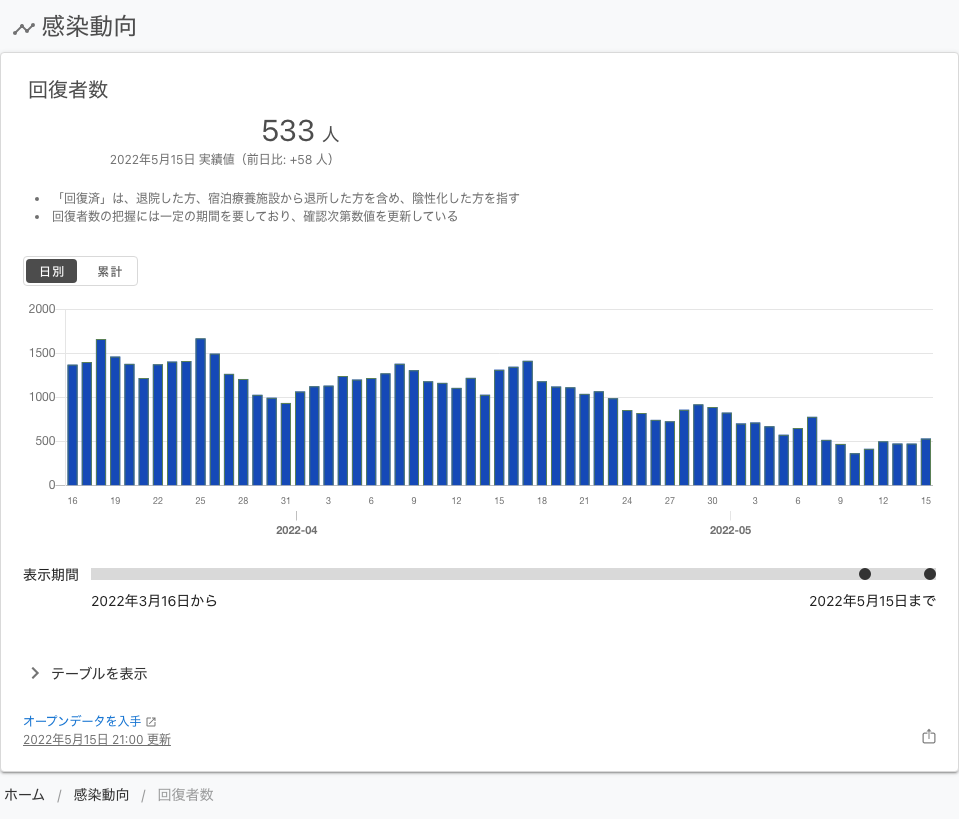 感染動向
回復者数
533 人
2022年5月15日 実績値（前日比: +58 人）
• 「回復済」は、退院した方、宿泊療養施設から退所した方を含め、陰性化した方を指す
• 回復者数の把握には一定の期間を要しており、確認次第数値を更新している
日別 累計
2000
1500
1000
500
0
16 19 22 25 28 31 3 6 9 12 15 18 21 24 27 30 3 6 9 12 15
2022-04 2022-05
表示期間
2022年3月16日から 2022年5月15日まで
テーブルを表示
オープンデータを入手
2022年5月15日 21:00 更新
ホーム / 感染動向 / 回復者数